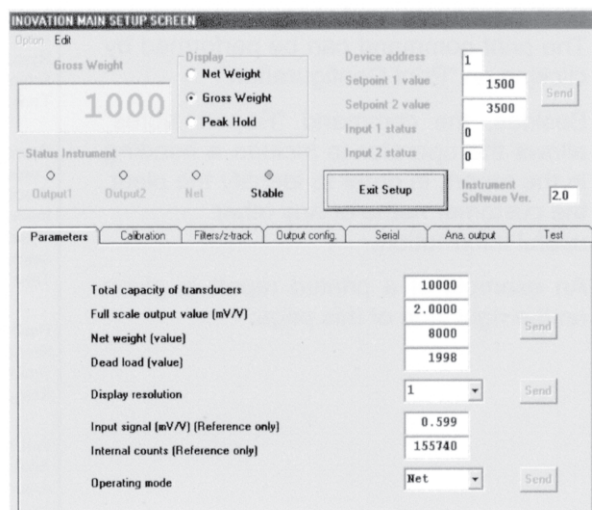 INOVATION MAIN SETUP SCREEN
Option Edit
Gross Weight
1000
Display
Net Weight
Gross Weight
Peak Hold
Device address 1
Setpoint 1 value 1500
Setpoint 2 value 3500
Send
Input 1 status 0
Input 2 status 0
Status Instrument
Output1 Output2 Net Stable
Exit Setup
Instrument
Software Ver. 2.0
Parameters Calibration Filters/z-track Output config. Serial Ana. output Test
Total capacity of transducers 10000
Full scale output value (mV/V) 2.0000
Net weight (value) 8000
Send
Dead load (value) 1998
Display resolution 1 Send
Input signal (mV/V) (Reference only) 0.599
Internal counts (Reference only) 155740
Operating mode Net Send